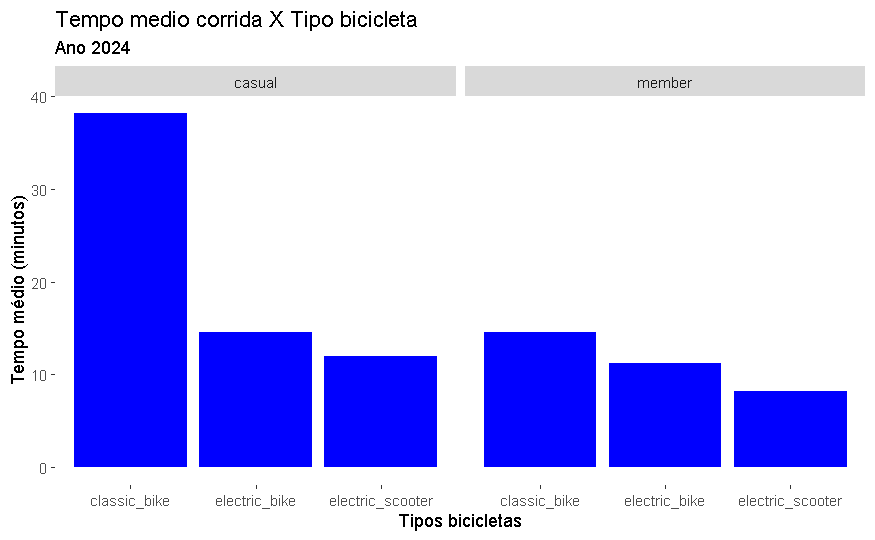 Tempo medio corrida X Tipo bicicleta
Ano 2024
casual member
40
30
20
10
0
Tempo médio (minutos)
classic_bike electric_bike electric_scooter classic_bike electric_bike electric_scooter
Tipos bicicletas